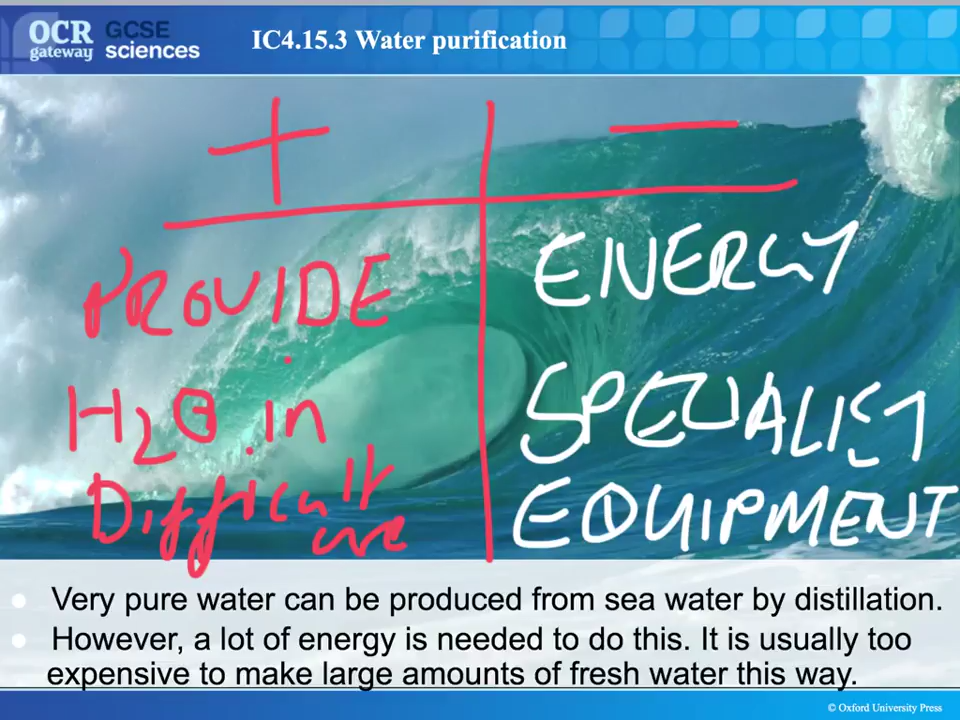 OCR
gateway
GCSE
sciences
IC4.15.3 Water purification
+
−
PROVIDE
H2O in
Difficult
ENERGY
SPECIALIST
EQUIPMENT
Very pure water can be produced from sea water by distillation.
However, a lot of energy is needed to do this. It is usually too
expensive to make large amounts of fresh water this way.
© Oxford University Press